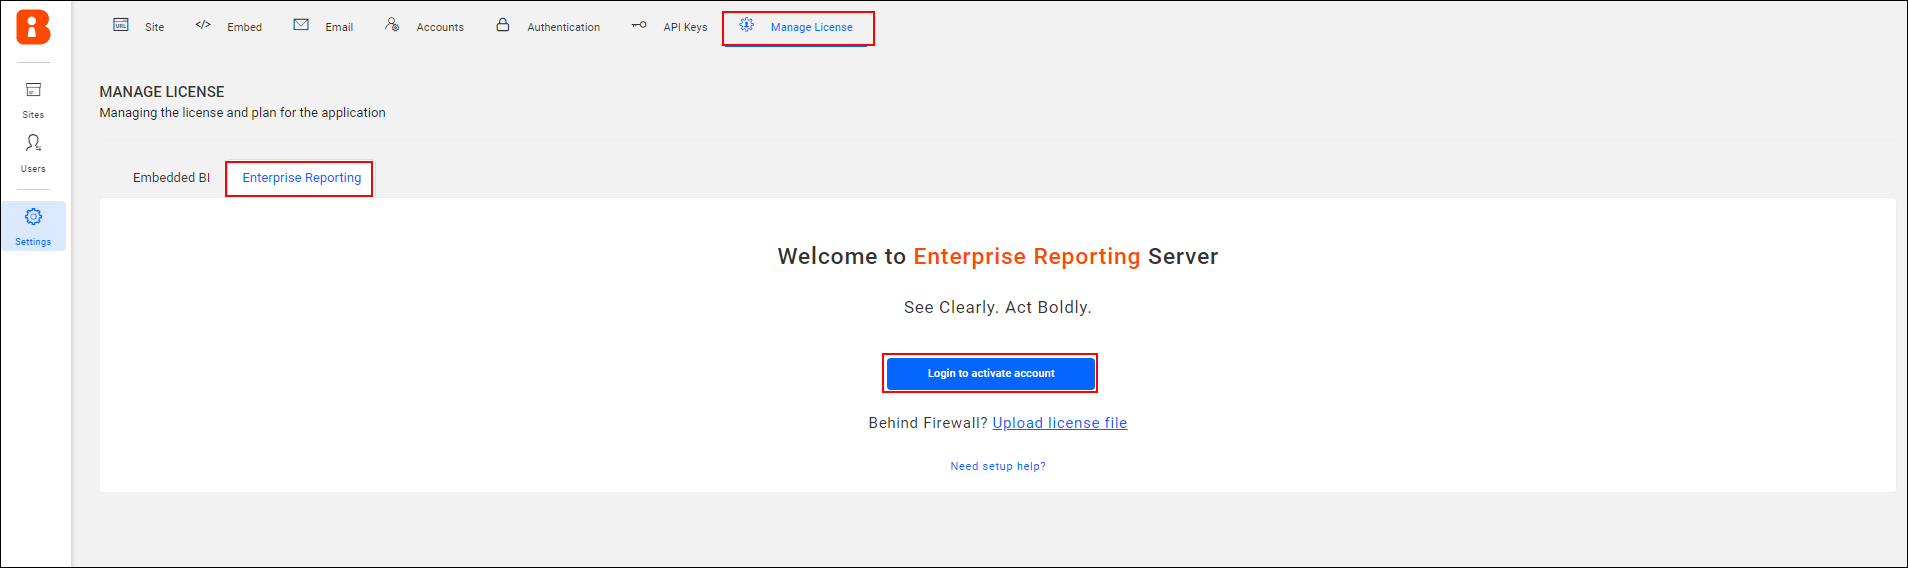 URL Site </> Embed Email Accounts Authentication API Keys Manage License
Sites
Users
Settings
MANAGE LICENSE
Managing the license and plan for the application
Embedded BI Enterprise Reporting
Welcome to Enterprise Reporting Server
See Clearly. Act Boldly.
Login to activate account
Behind Firewall? Upload license file
Need setup help?